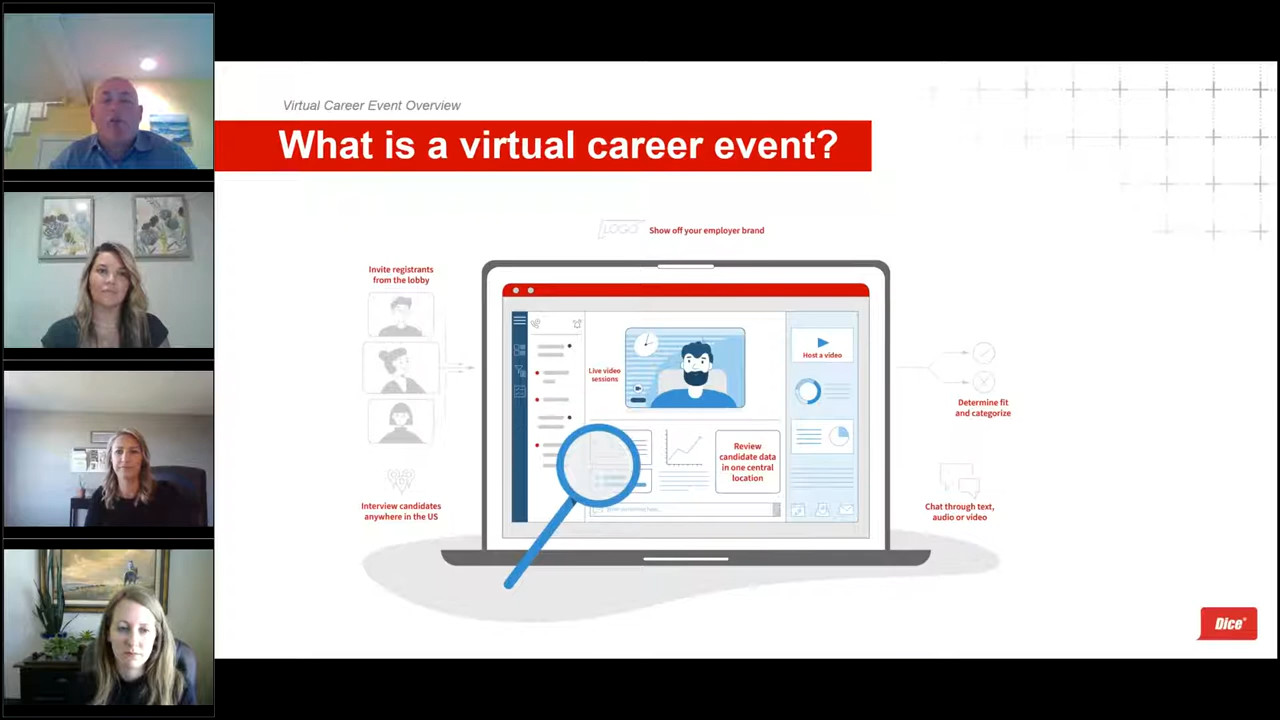 Virtual Career Event Overview
What is a virtual career event?
LOGO
Show off your employer brand
Invite registrants
from the lobby
Live video
sessions
Host a video
Determine fit
and categorize
Review
candidate data
in one central
location
Interview candidates
anywhere in the US
Chat through text,
audio or video
Dice